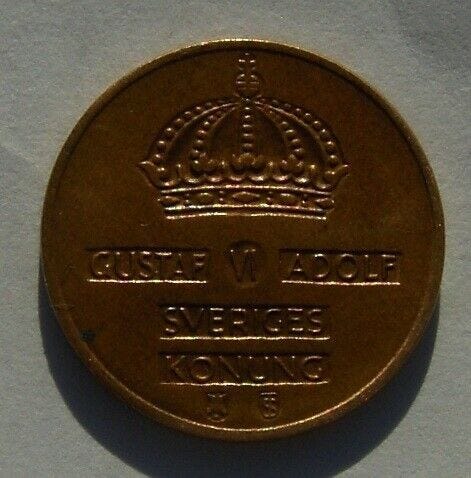 GUSTAF VI ADOLF
SVERIGES
KONUNG